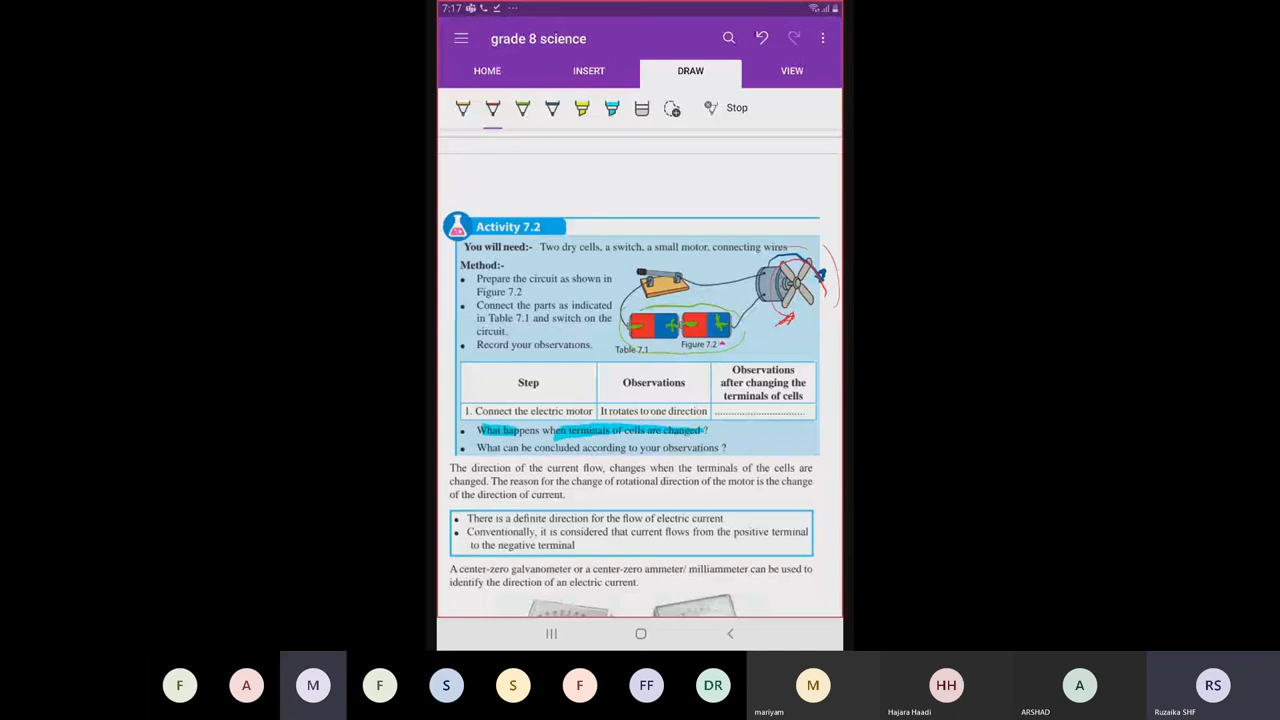 7:17
grade 8 science
HOME INSERT DRAW VIEW
Stop
Activity 7.2
You will need:- Two dry cells, a switch, a small motor, connecting wires
Method:-
• Prepare the circuit as shown in
Figure 7.2
• Connect the parts as indicated
in Table 7.1 and switch on the
circuit.
• Record your observations.
Table 7.1
Figure 7.2
Step
Observations
Observations
after changing the
terminals of cells
1. Connect the electric motor
It rotates to one direction
................................
• What happens when terminals of cells are changed ?
• What can be concluded according to your observations ?
The direction of the current flow, changes when the terminals of the cells are
changed. The reason for the change of rotational direction of the motor is the change
of the direction of current.
• There is a definite direction for the flow of electric current
• Conventionally, it is considered that current flows from the positive terminal
to the negative terminal
A center-zero galvanometer or a center-zero ammeter/ milliammeter can be used to
identify the direction of an electric current.
F A M F S S F FF DR M HH A RS
mariyam Hajara Haadi ARSHAD Ruzaika SHF